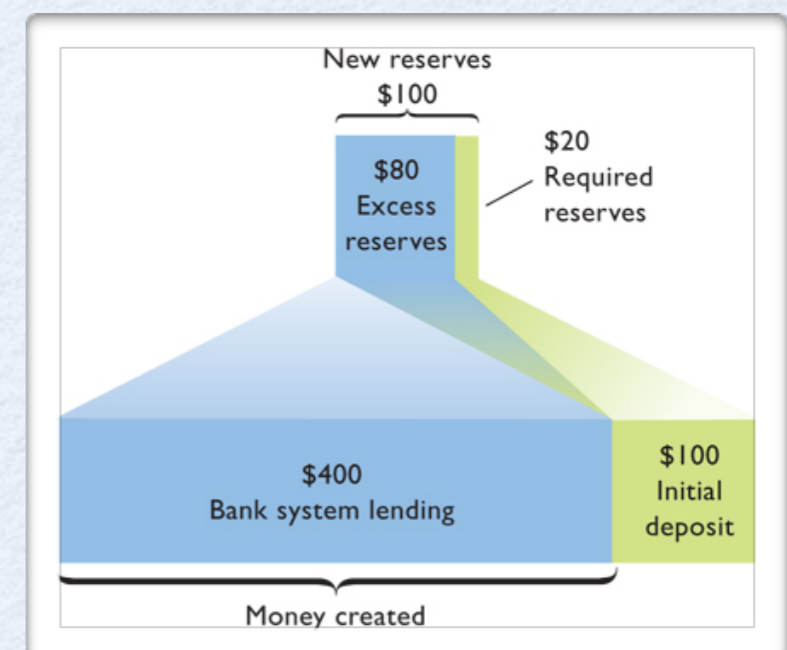 New reserves
$100
$80
Excess
reserves
$20
Required
reserves
$400
Bank system lending
$100
Initial
deposit
Money created